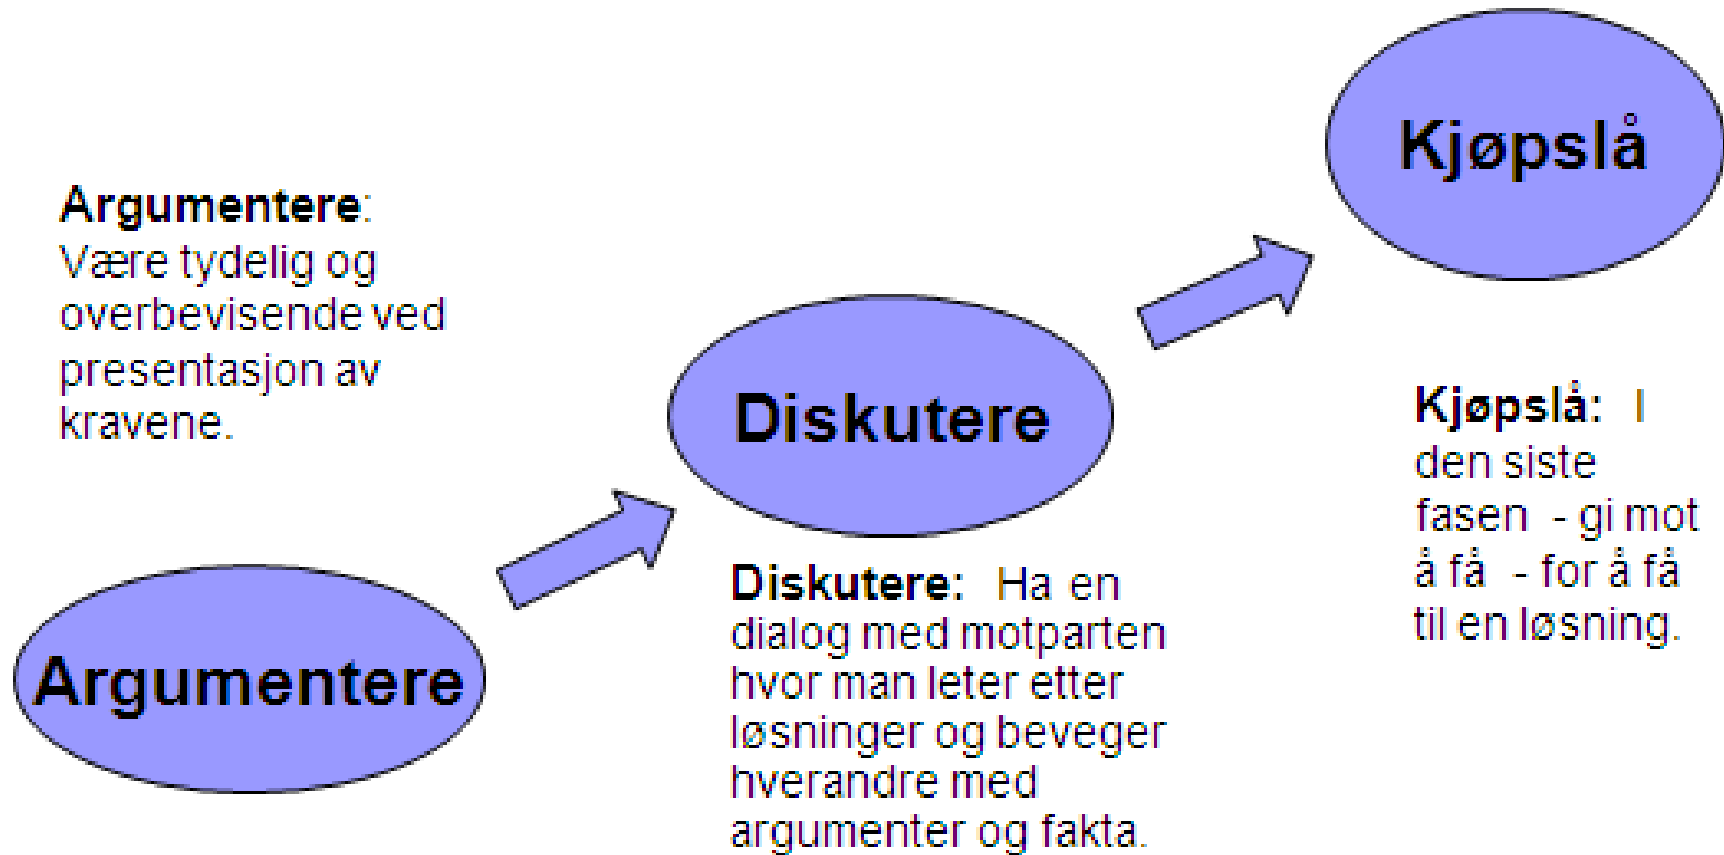 Kjøpslå
Argumentere:
Være tydelig og
overbevisende ved
presentasjon av
kravene.
Diskutere
Kjøpslå: I
den siste
fasen - gi mot
å få - for å få
til en løsning.
Argumentere
Diskutere: Ha en
dialog med motparten
hvor man leter etter
løsninger og beveger
hverandre med
argumenter og fakta.